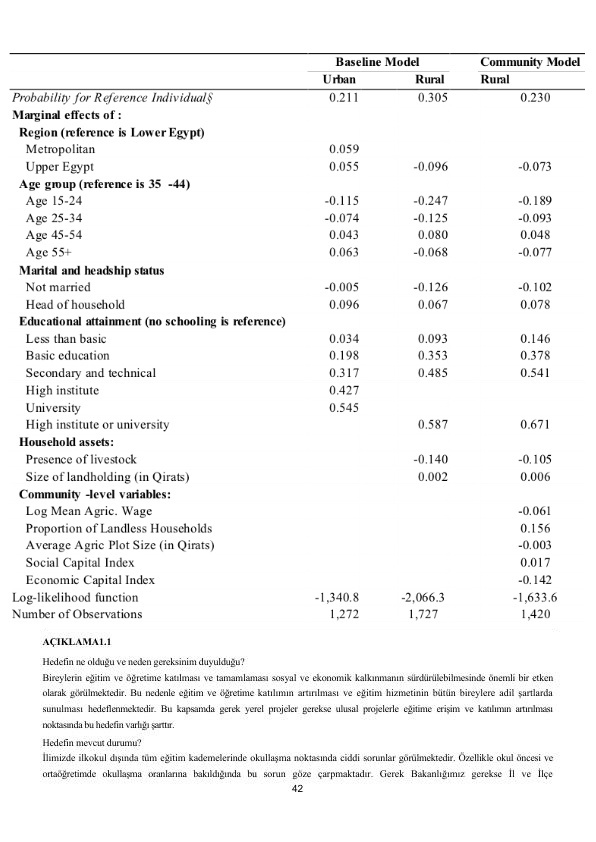 Baseline Model Community Model
Urban Rural Rural
Probability for Reference Individual§ 0.211 0.305 0.230
Marginal effects of :
Region (reference is Lower Egypt)
Metropolitan 0.059
Upper Egypt 0.055 -0.096 -0.073
Age group (reference is 35 -44)
Age 15-24 -0.115 -0.247 -0.189
Age 25-34 -0.074 -0.125 -0.093
Age 45-54 0.043 0.080 0.048
Age 55+ 0.063 -0.068 -0.077
Marital and headship status
Not married -0.005 -0.126 -0.102
Head of household 0.096 0.067 0.078
Educational attainment (no schooling is reference)
Less than basic 0.034 0.093 0.146
Basic education 0.198 0.353 0.378
Secondary and technical 0.317 0.485 0.541
High institute 0.427
University 0.545
High institute or university 0.587 0.671
Household assets:
Presence of livestock -0.140 -0.105
Size of landholding (in Qirats) 0.002 0.006
Community -level variables:
Log Mean Agric. Wage -0.061
Proportion of Landless Households 0.156
Average Agric Plot Size (in Qirats) -0.003
Social Capital Index 0.017
Economic Capital Index -0.142
Log-likelihood function -1,340.8 -2,066.3 -1,633.6
Number of Observations 1,272 1,727 1,420
AÇIKLAMA1.1
Hedefin ne olduğu ve neden gereksinim duyulduğu?
Bireylerin eğitim ve öğretime katılması ve tamamlaması sosyal ve ekonomik kalkınmanın sürdürülebilmesinde önemli bir etken
olarak görülmektedir. Bu nedenle eğitim ve öğretime katılımın artırılması ve eğitim hizmetinin bütün bireylere adil şartlarda
sunulması hedeflenmektedir. Bu kapsamda gerek yerel projeler gerekse ulusal projelerle eğitime erişim ve katılımın artırılması
noktasında bu hedefin varlığı şarttır.
Hedefin mevcut durumu?
İlimizde ilkokul dışında tüm eğitim kademelerinde okullaşma noktasında ciddi sorunlar görülmektedir. Özellikle okul öncesi ve
ortaöğretimde okullaşma oranlarına bakıldığında bu sorun göze çarpmaktadır. Gerek Bakanlığımız gerekse İl ve İlçe
42